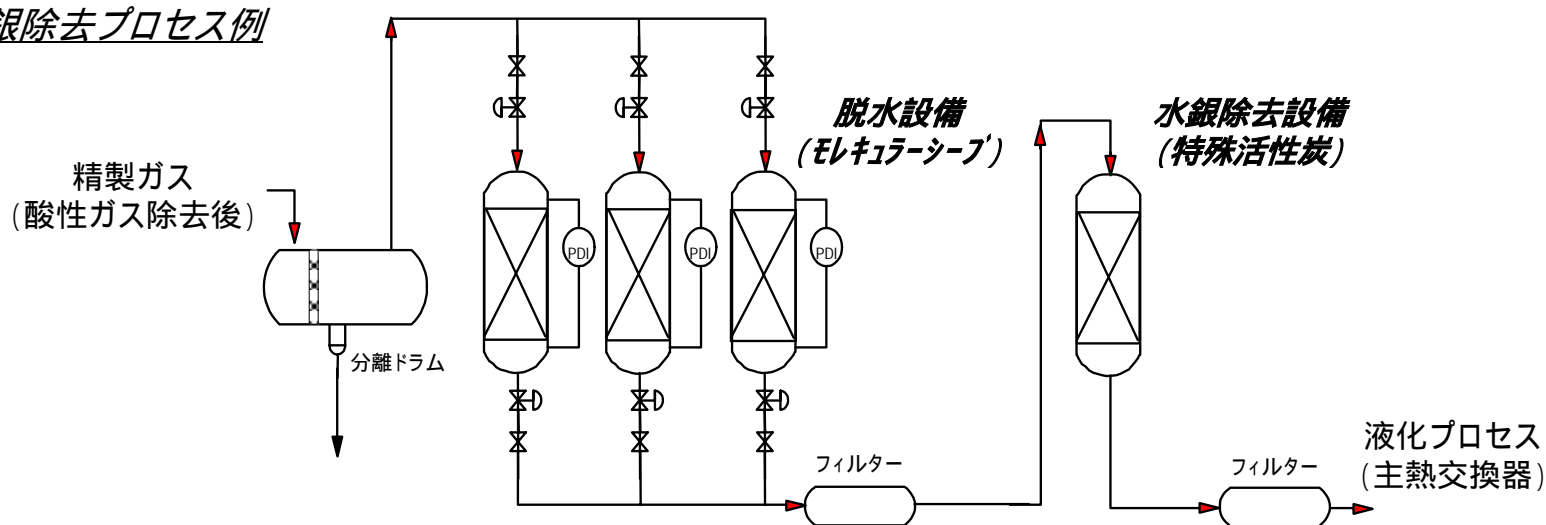 銀除去プロセス例
脱水設備
(モレキュラーシーブ)
水銀除去設備
(特殊活性炭)
精製ガス
(酸性ガス除去後)
PDI
PDI
PDI
分離ドラム
フィルター
フィルター
液化プロセス
(主熱交換器)